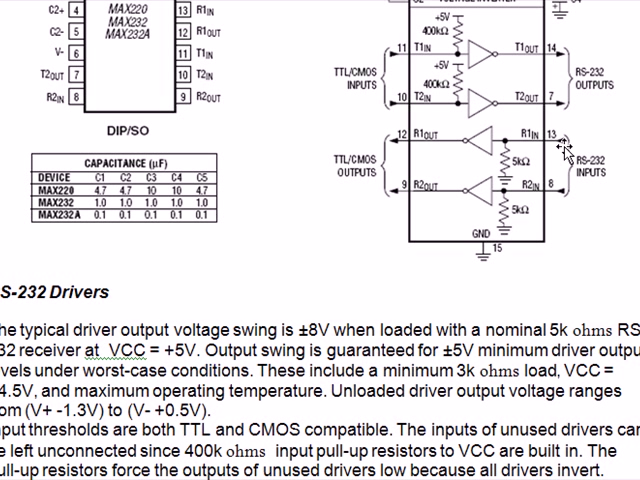 C2+ 4
MAX220
13 R1IN
MAX232
C2- 5
MAX232A
12 R1OUT
V- 6
11 T1IN
T2OUT 7
10 T2IN
R2IN 8
9 R2OUT
DIP/SO
CAPACITANCE (µF)
DEVICE C1 C2 C3 C4 C5
MAX220 4.7 4.7 10 10 4.7
MAX232 1.0 1.0 1.0 1.0 1.0
MAX232A 0.1 0.1 0.1 0.1 0.1
+5V
400kΩ
11 T1IN
T1OUT 14
+5V
TTL/CMOS
INPUTS
400kΩ
RS-232
OUTPUTS
10 T2IN
T2OUT 7
12 R1OUT
R1IN 13
TTL/CMOS
OUTPUTS
5kΩ
RS-232
INPUTS
9 R2OUT
R2IN 8
5kΩ
GND
15
S-232 Drivers
he typical driver output voltage swing is ±8V when loaded with a nominal 5k ohms RS
32 receiver at VCC = +5V. Output swing is guaranteed for ±5V minimum driver outpu
evels under worst-case conditions. These include a minimum 3k ohms load, VCC =
4.5V, and maximum operating temperature. Unloaded driver output voltage ranges
om (V+ -1.3V) to (V- +0.5V).
nput thresholds are both TTL and CMOS compatible. The inputs of unused drivers can
e left unconnected since 400k ohms input pull-up resistors to VCC are built in. The
ull-up resistors force the outputs of unused drivers low because all drivers invert.